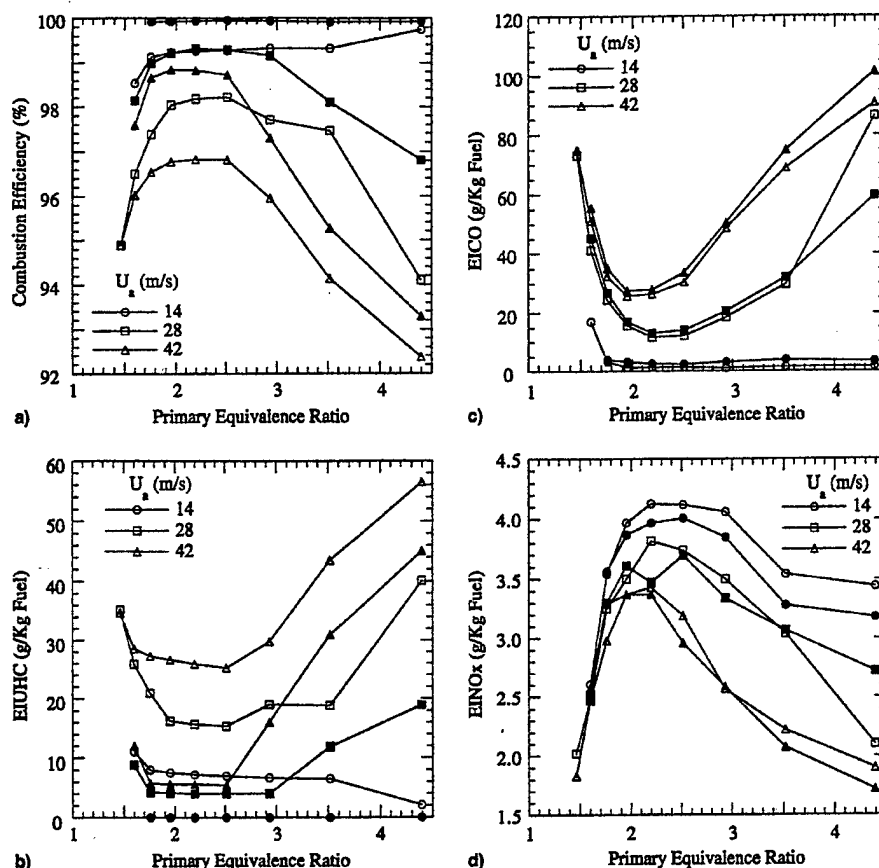 100
98
96
94
92
Combustion Efficiency (%)
U_a (m/s)
14
28
42
1 2 3 4
a) Primary Equivalence Ratio
120
100
80
60
40
20
0
EICO (g/Kg Fuel)
U_a (m/s)
14
28
42
1 2 3 4
c) Primary Equivalence Ratio
60
50
40
30
20
10
0
EIUHC (g/Kg Fuel)
U_a (m/s)
14
28
42
1 2 3 4
b) Primary Equivalence Ratio
4.5
4.0
3.5
3.0
2.5
2.0
1.5
EINOx (g/Kg Fuel)
U_a (m/s)
14
28
42
1 2 3 4
d) Primary Equivalence Ratio